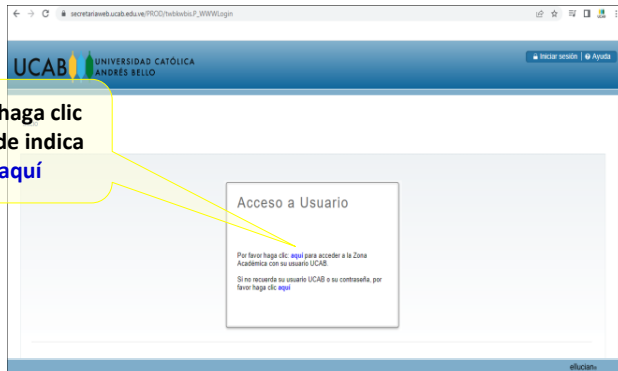 secretariaweb.ucab.edu.ve/PROD/twbkwbis.P_WWWLogin
UCAB UNIVERSIDAD CATÓLICA
ANDRÉS BELLO
Iniciar sesión | Ayuda
haga clic
de indica
aquí
Acceso a Usuario
Por favor haga clic: aquí para acceder a la Zona
Académica con su usuario UCAB.
Si no recuerda su usuario UCAB o su contraseña, por
favor haga clic aquí
ellucian